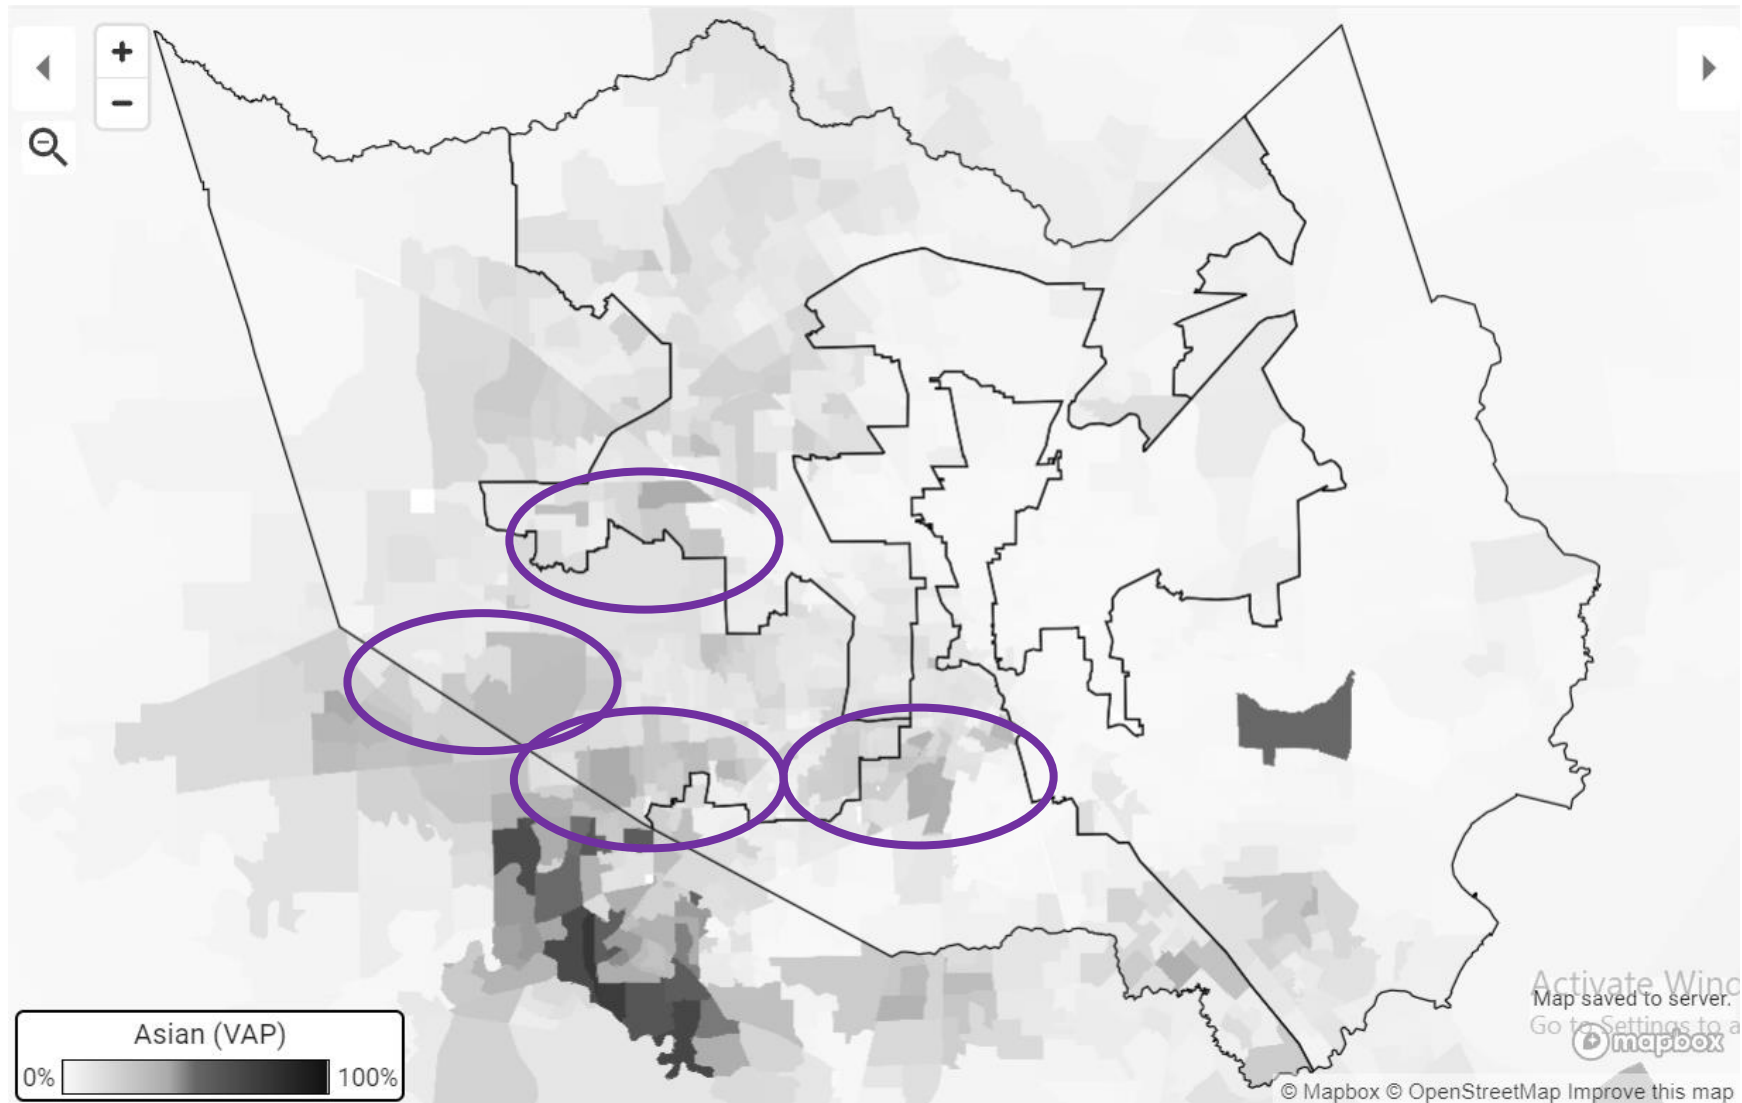 +
−
Asian (VAP)
0%
100%
Activate Wind
Map saved to server.
Go to Settings to a
mapbox
© Mapbox © OpenStreetMap Improve this map